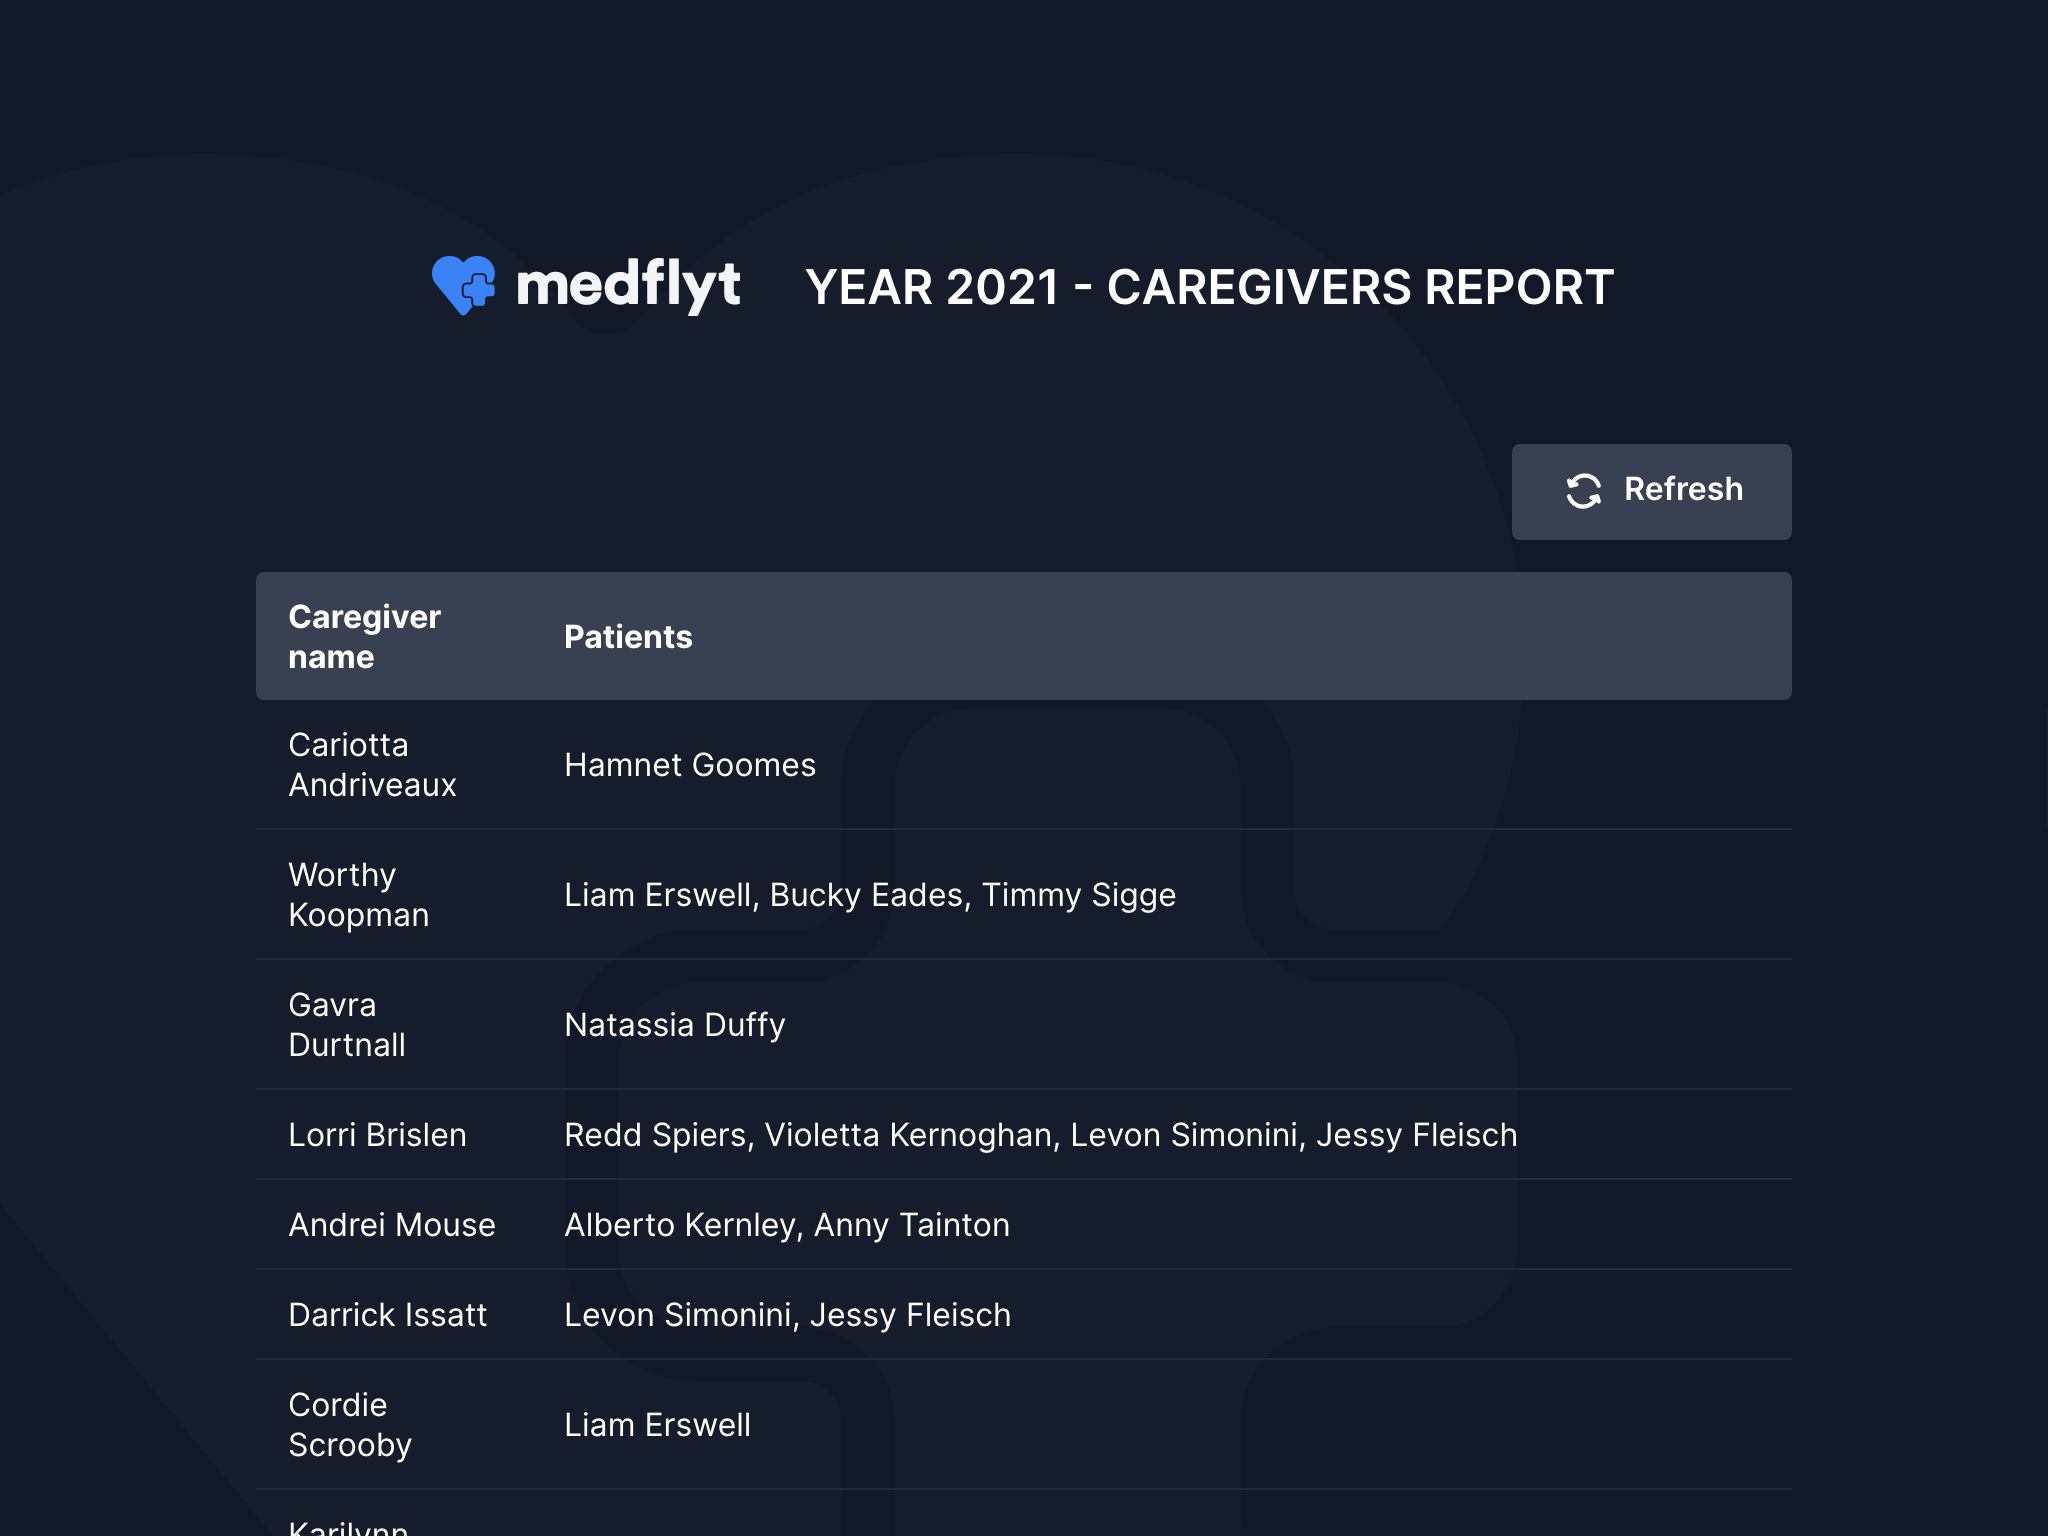 medflyt YEAR 2021 - CAREGIVERS REPORT
Refresh
Caregiver name
Patients
Cariotta Andriveaux
Hamnet Goomes
Worthy Koopman
Liam Erswell, Bucky Eades, Timmy Sigge
Gavra Durtnall
Natassia Duffy
Lorri Brislen
Redd Spiers, Violetta Kernoghan, Levon Simonini, Jessy Fleisch
Andrei Mouse
Alberto Kernley, Anny Tainton
Darrick Issatt
Levon Simonini, Jessy Fleisch
Cordie Scrooby
Liam Erswell
Karilynn